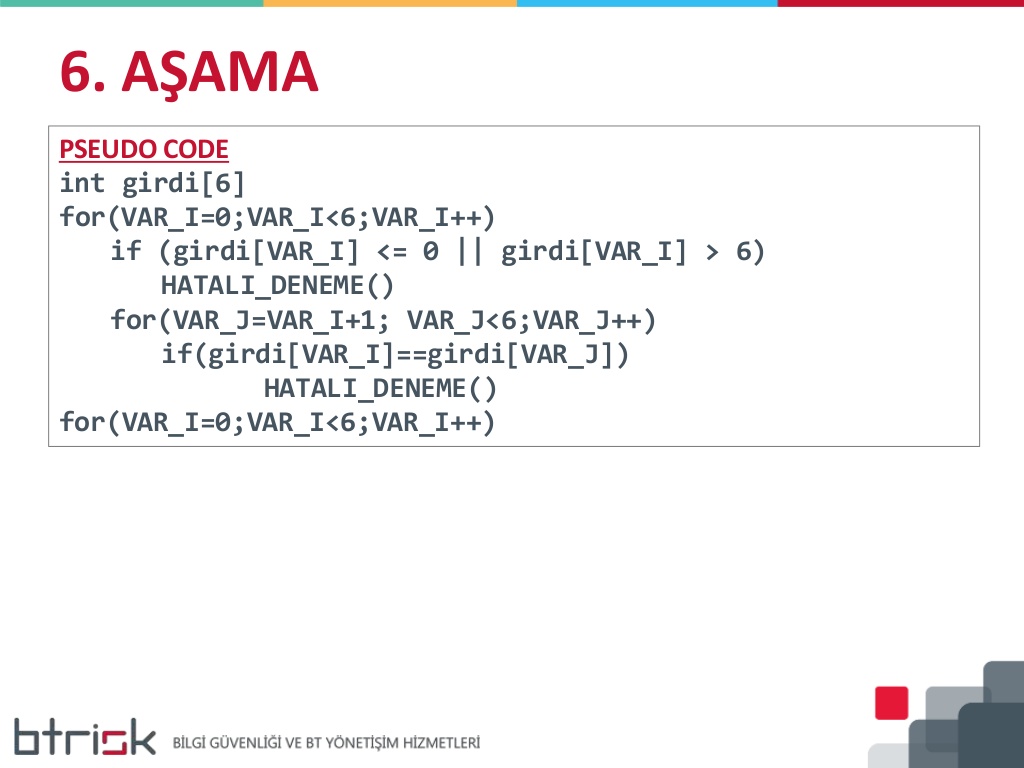 6. AŞAMA
PSEUDO CODE
int girdi[6]
for(VAR_I=0;VAR_I<6;VAR_I++)
if (girdi[VAR_I] <= 0 || girdi[VAR_I] > 6)
HATALI_DENEME()
for(VAR_J=VAR_I+1; VAR_J<6;VAR_J++)
if(girdi[VAR_I]==girdi[VAR_J])
HATALI_DENEME()
for(VAR_I=0;VAR_I<6;VAR_I++)
btrisk BİLGİ GÜVENLİĞİ VE BT YÖNETİŞİM HİZMETLERİ